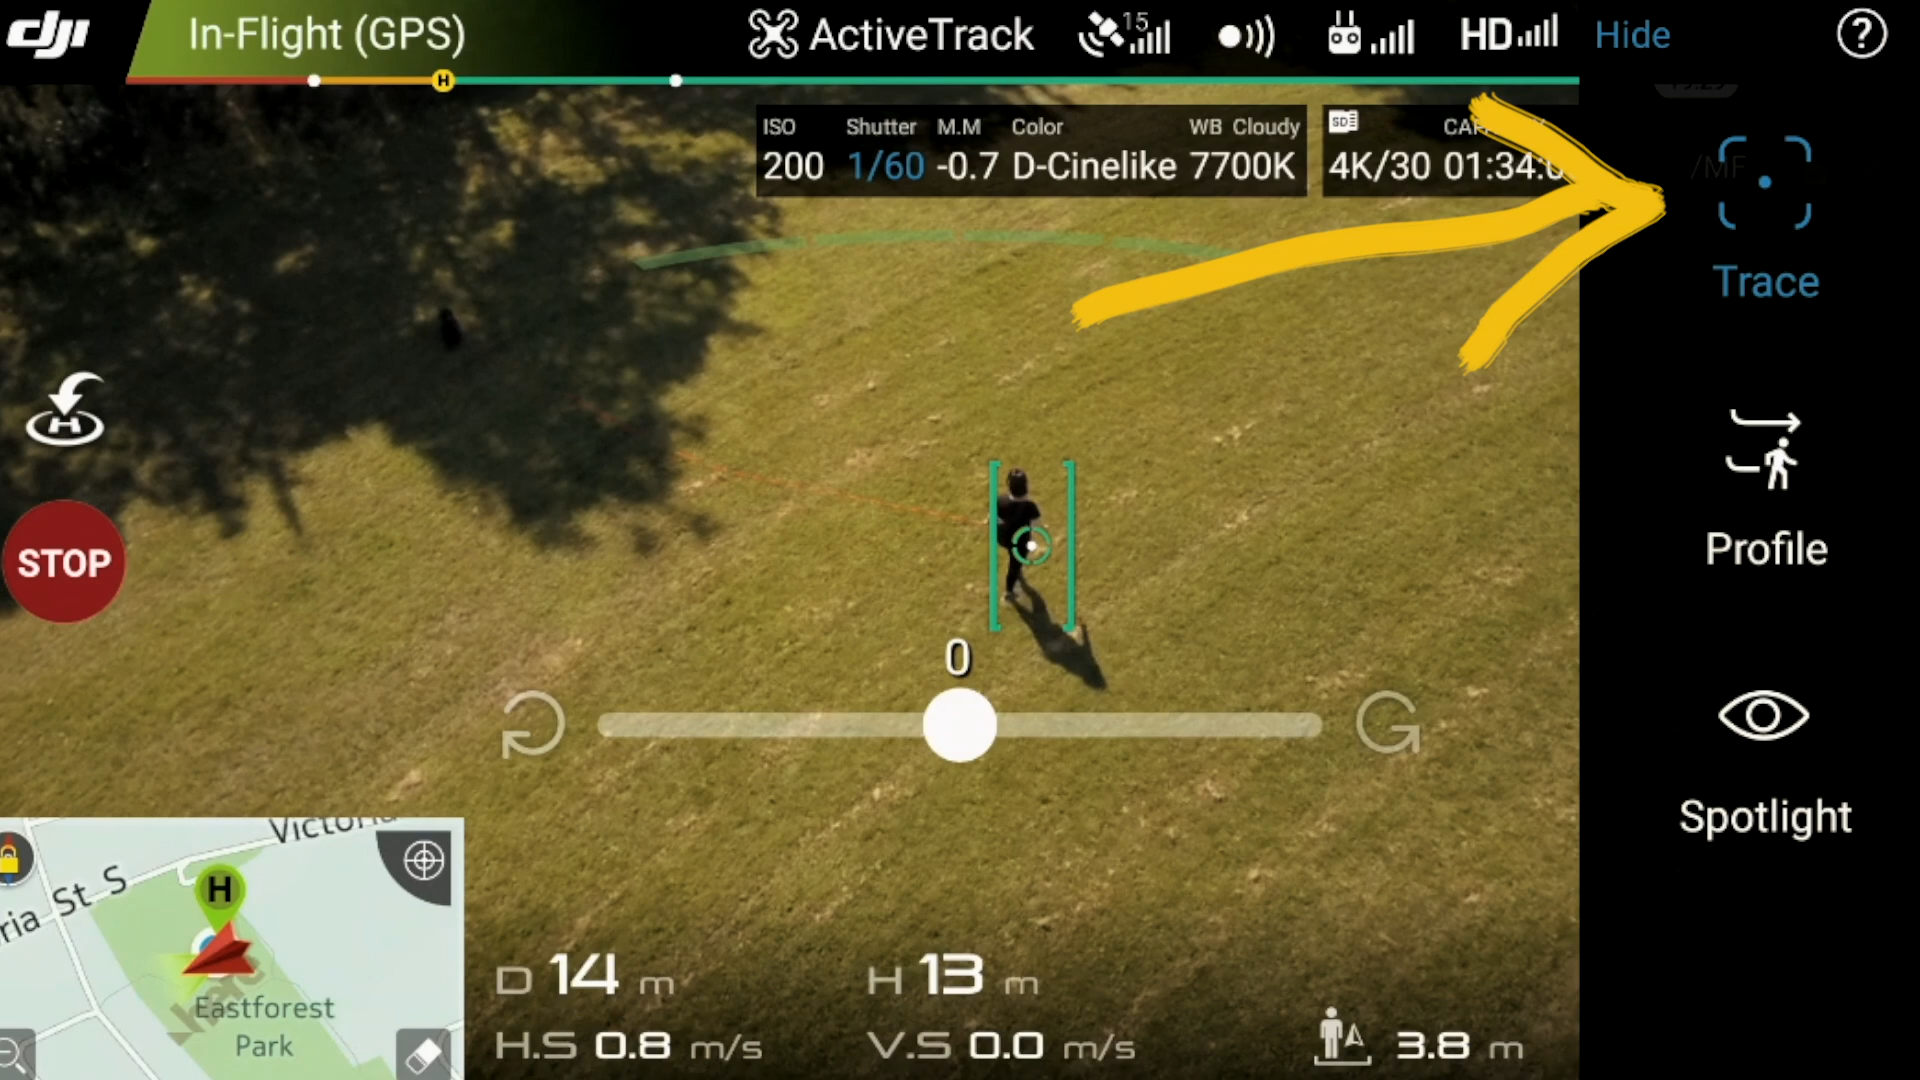 dji In-Flight (GPS) ActiveTrack 15 HD Hide ?
H
ISO Shutter M.M Color WB Cloudy SD
200 1/60 -0.7 D-Cinelike 7700K 4K/30
/MF
Trace
H
STOP
Profile
0
Spotlight
St S
H
Eastforest
Park
D 14 m H 13 m
H.S 0.8 m/s V.S 0.0 m/s 3.8 m